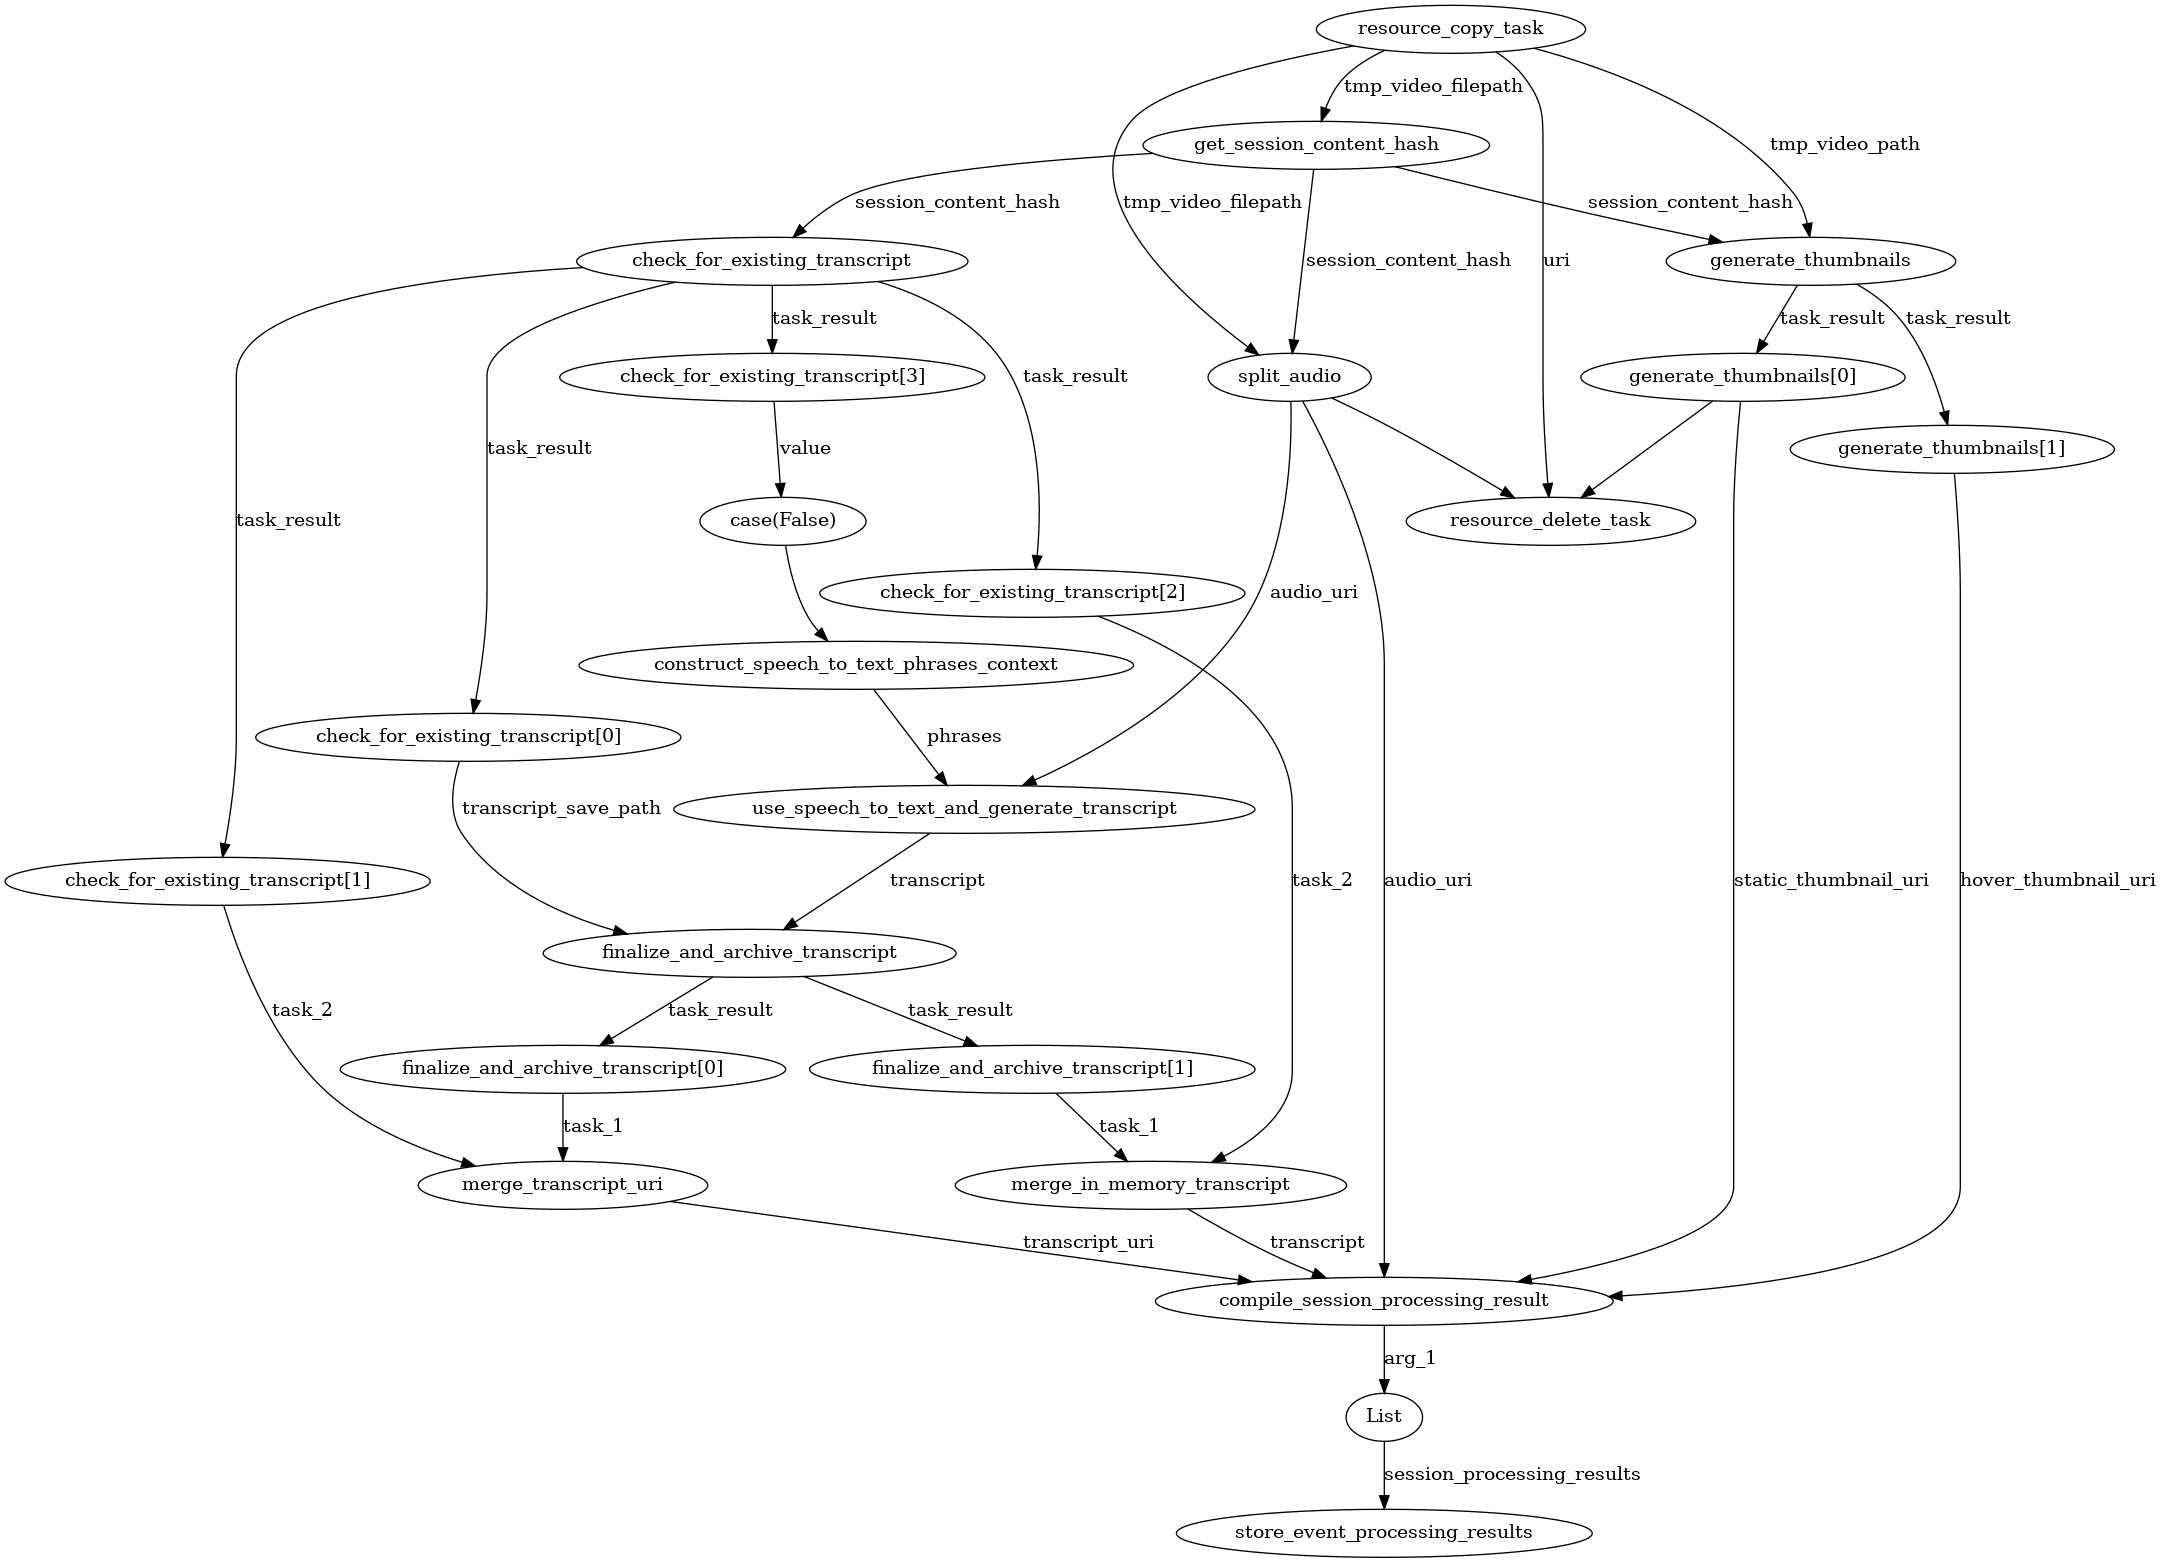 resource_copy_task
tmp_video_filepath
get_session_content_hash
tmp_video_path
session_content_hash
tmp_video_filepath
session_content_hash
check_for_existing_transcript
session_content_hash
uri
generate_thumbnails
task_result
task_result
task_result
check_for_existing_transcript[3]
task_result
split_audio
generate_thumbnails[0]
task_result
value
generate_thumbnails[1]
task_result
case(False)
resource_delete_task
check_for_existing_transcript[2]
audio_uri
construct_speech_to_text_phrases_context
check_for_existing_transcript[0]
phrases
transcript_save_path
use_speech_to_text_and_generate_transcript
check_for_existing_transcript[1]
transcript
task_2
audio_uri
static_thumbnail_uri
hover_thumbnail_uri
finalize_and_archive_transcript
task_2
task_result
task_result
finalize_and_archive_transcript[0]
finalize_and_archive_transcript[1]
task_1
task_1
merge_transcript_uri
merge_in_memory_transcript
transcript_uri
transcript
compile_session_processing_result
arg_1
List
session_processing_results
store_event_processing_results